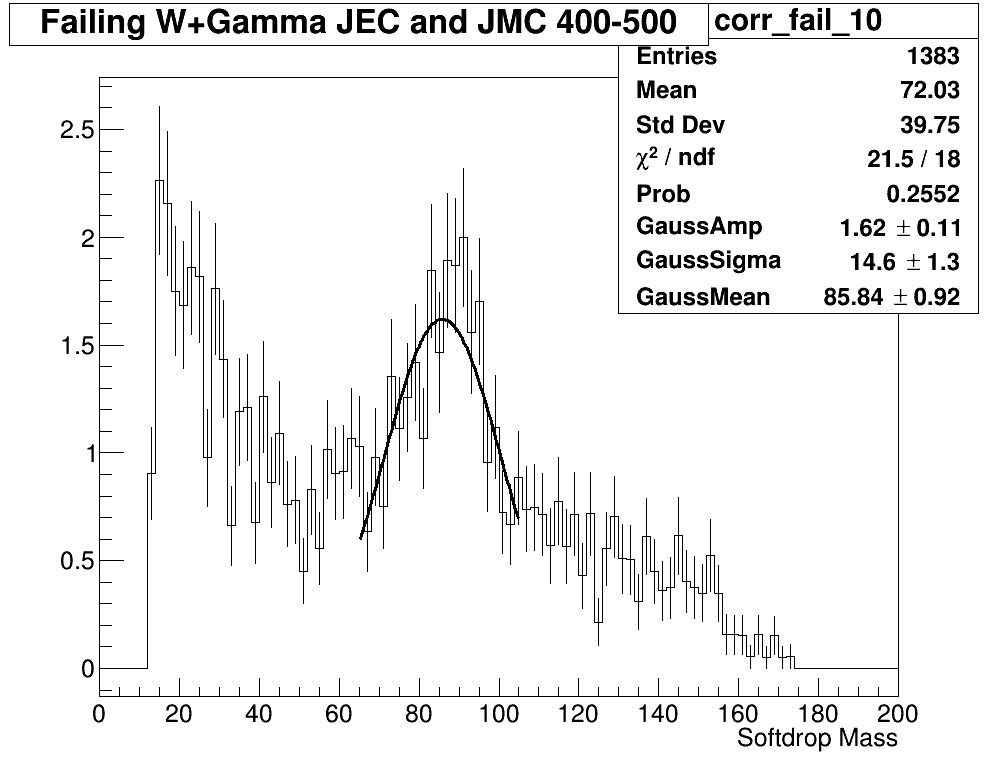 Failing W+Gamma JEC and JMC 400-500
corr_fail_10
Entries 1383
Mean 72.03
Std Dev 39.75
χ² / ndf 21.5 / 18
Prob 0.2552
GaussAmp 1.62 ± 0.11
GaussSigma 14.6 ± 1.3
GaussMean 85.84 ± 0.92
2.5
2
1.5
1
0.5
0
0 20 40 60 80 100 120 140 160 180 200
Softdrop Mass